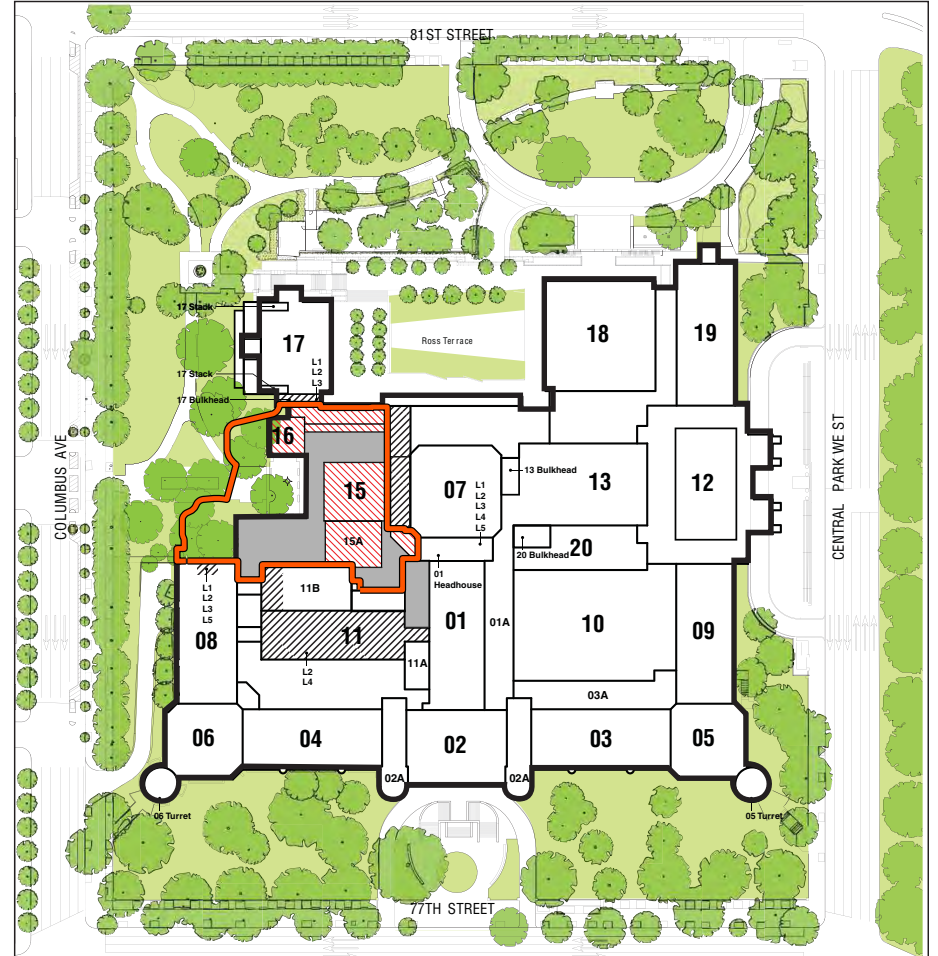 81ST STREET
17 Stack
17
L1
L2
L3
Ross Terrace
18
19
17 Stack
17 Bulkhead
16
15
15A
07
L1
L2
L3
L4
L5
13 Bulkhead
13
12
COLUMBUS AVE
CENTRAL PARK WEST
20 Bulkhead
20
01
Headhouse
11B
L1
L2
L3
L5
08
11
L2
L4
11A
01
01A
10
09
03A
06
04
02
03
05
02A
02A
06 Turret
05 Turret
77TH STREET